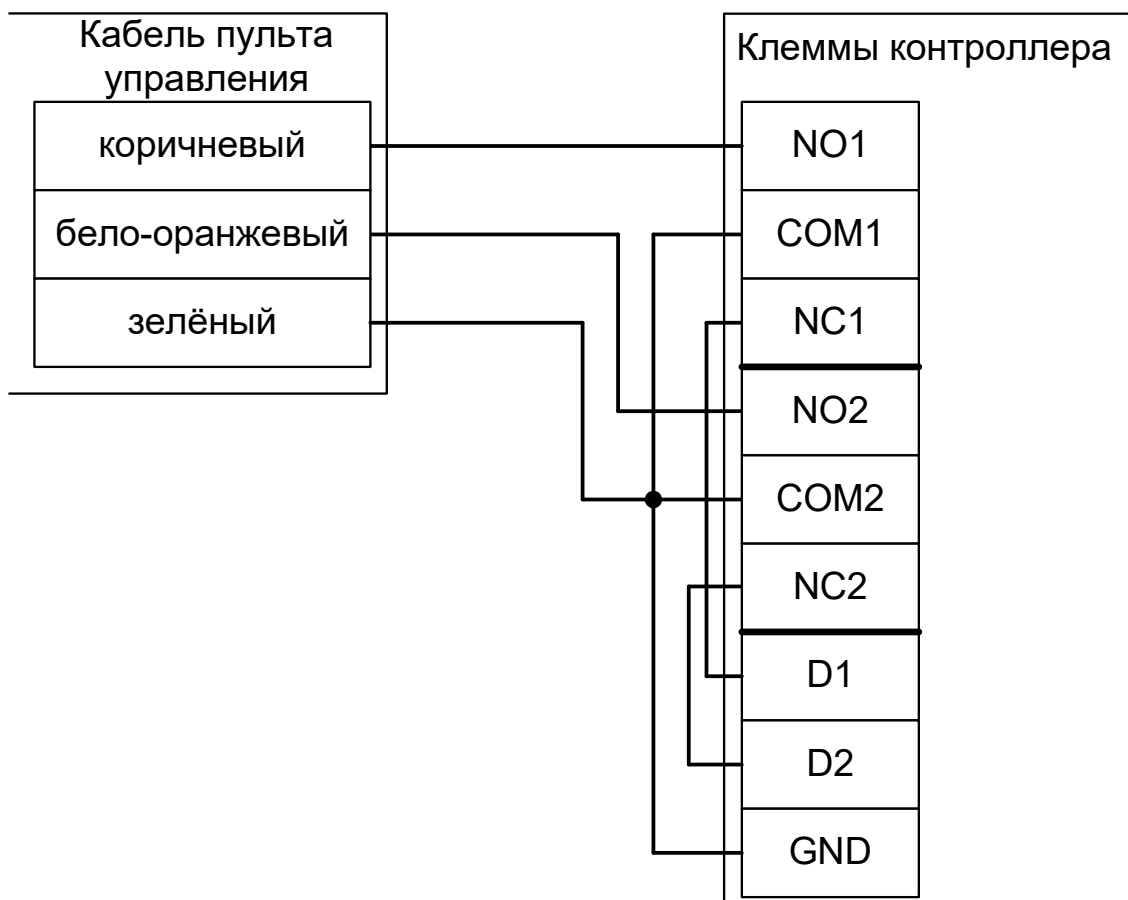 Кабель пульта
управления
коричневый
бело-оранжевый
зелёный
Клеммы контроллера
NO1
COM1
NC1
NO2
COM2
NC2
D1
D2
GND